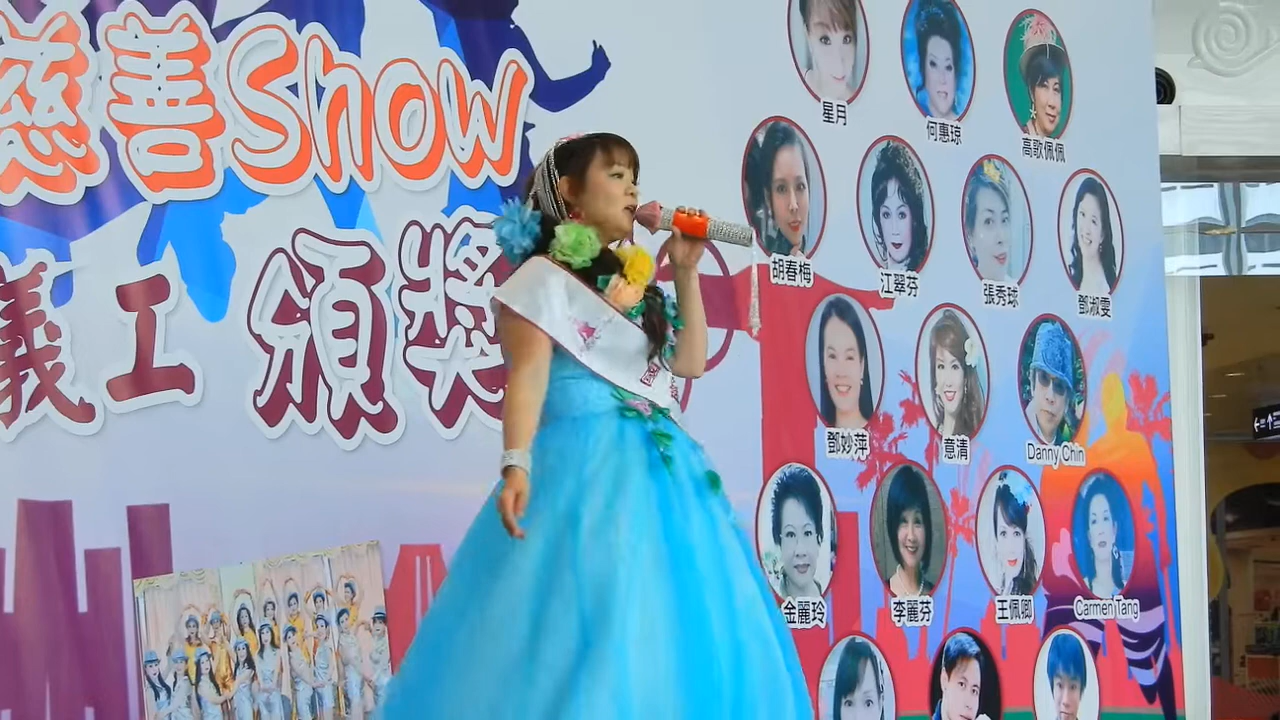 慈善Show
義工 頒獎
星月
何惠琼
高歌佩佩
胡春梅
江翠芬
張秀球
鄧淑雯
鄧妙萍
意清
Danny Chin
金麗玲
李麗芬
王佩卿
Carmen Tang